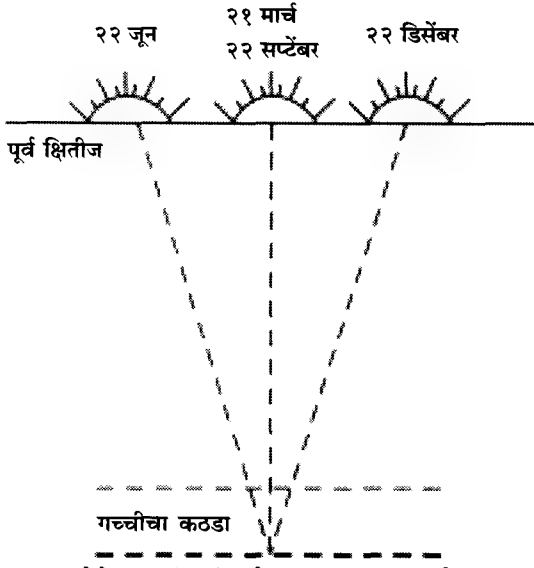 २२ जून
२१ मार्च
२२ सप्टेंबर
२२ डिसेंबर
पूर्व क्षितीज
गच्चीचा कठडा